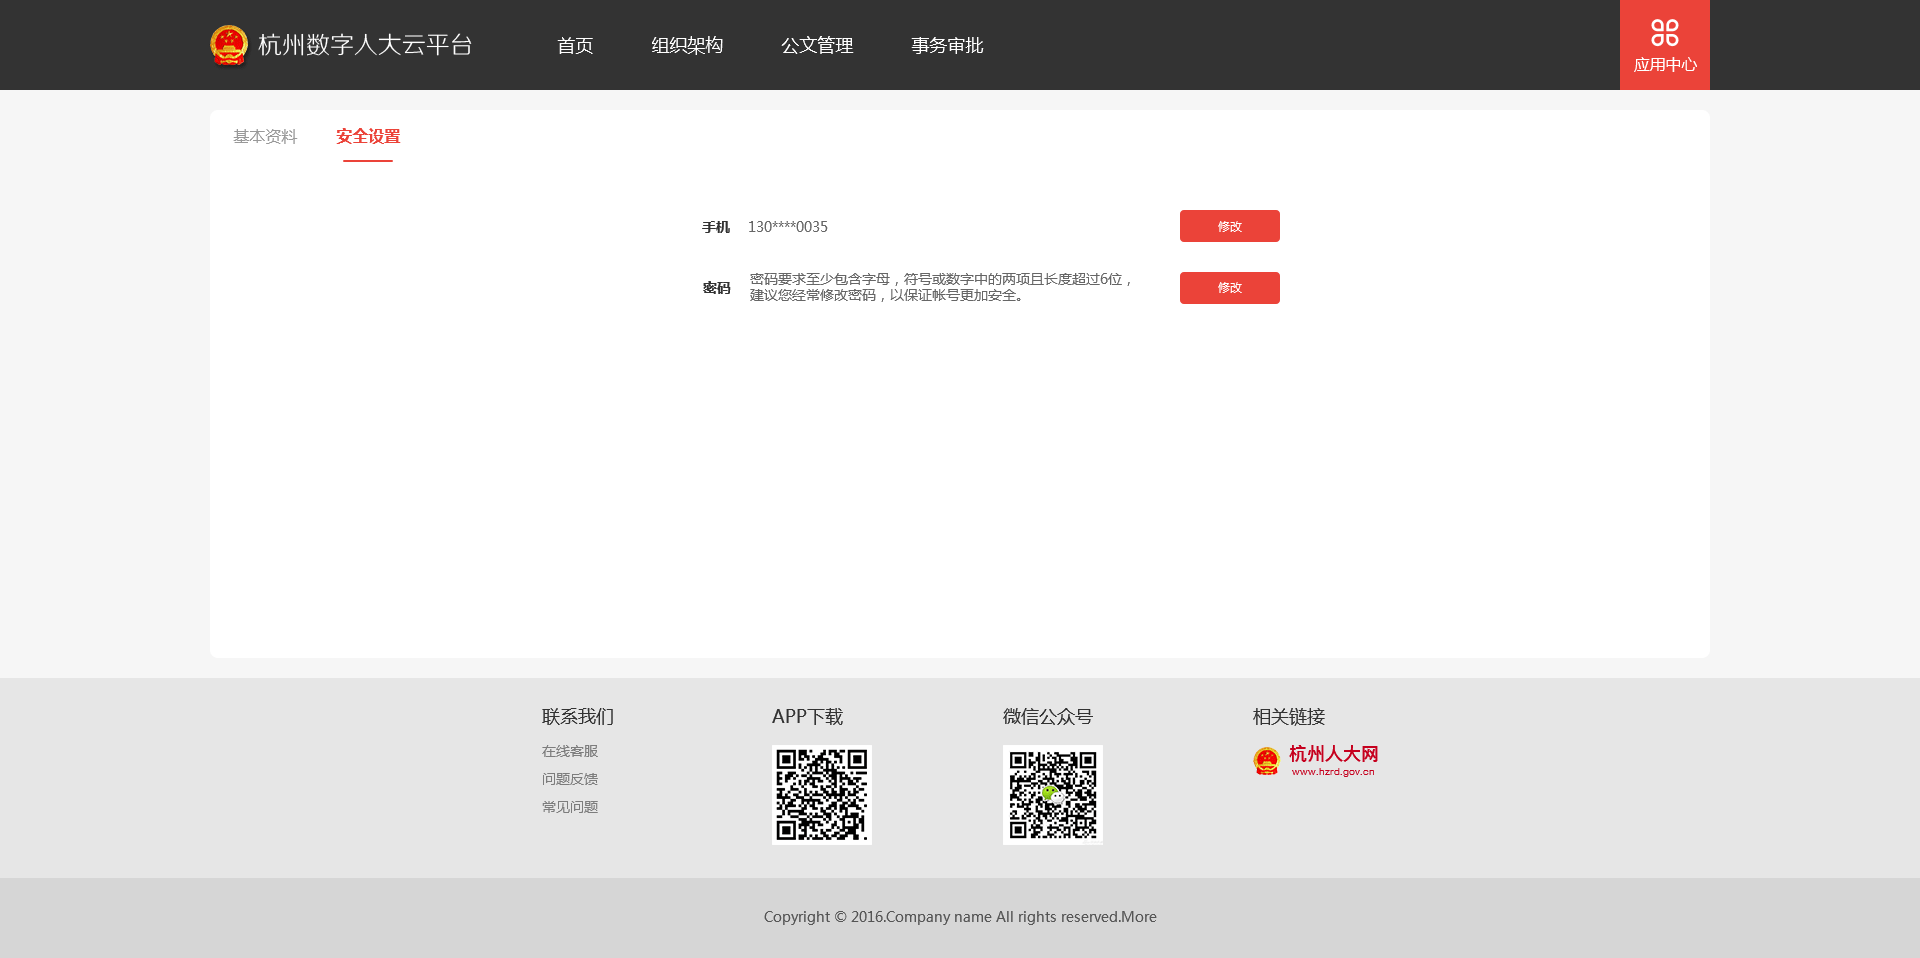 杭州数字人大云平台
首页
组织架构
公文管理
事务审批
应用中心
基本资料
安全设置
手机
130****0035
修改
密码
密码要求至少包含字母，符号或数字中的两项且长度超过6位，
建议您经常修改密码，以保证帐号更加安全。
修改
联系我们
在线客服
问题反馈
常见问题
APP下载
微信公众号
相关链接
杭州人大网
www.hzrd.gov.cn
Copyright © 2016.Company name All rights reserved.More